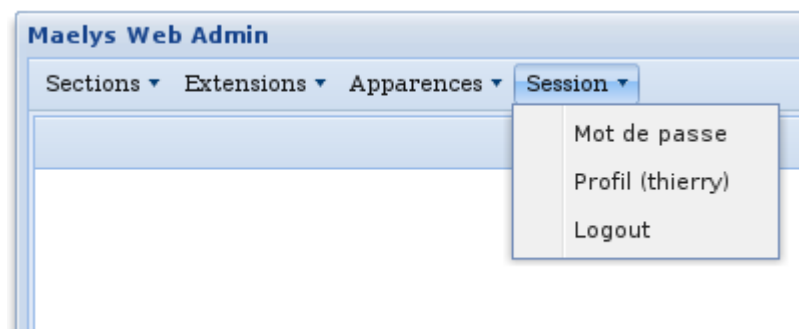 Maelys Web Admin
Sections Extensions Apparences Session
Mot de passe
Profil (thierry)
Logout